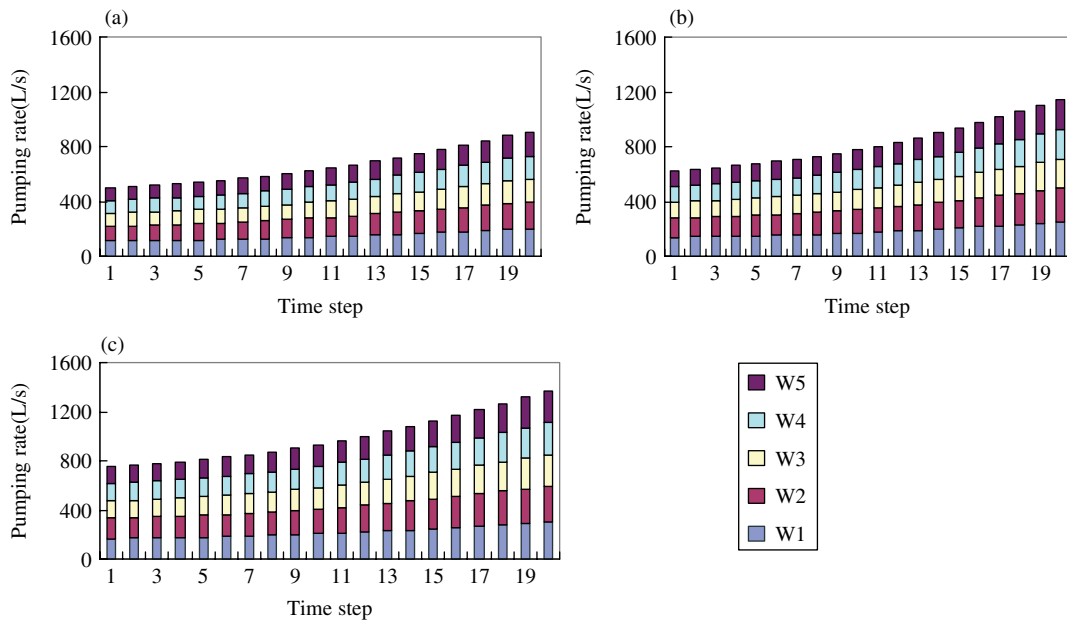 (a)
Pumping rate(L/s)
1600
1200
800
400
0
1 3 5 7 9 11 13 15 17 19
Time step
(b)
Pumping rate(L/s)
1600
1200
800
400
0
1 3 5 7 9 11 13 15 17 19
Time step
(c)
Pumping rate(L/s)
1600
1200
800
400
0
1 3 5 7 9 11 13 15 17 19
Time step
W5
W4
W3
W2
W1